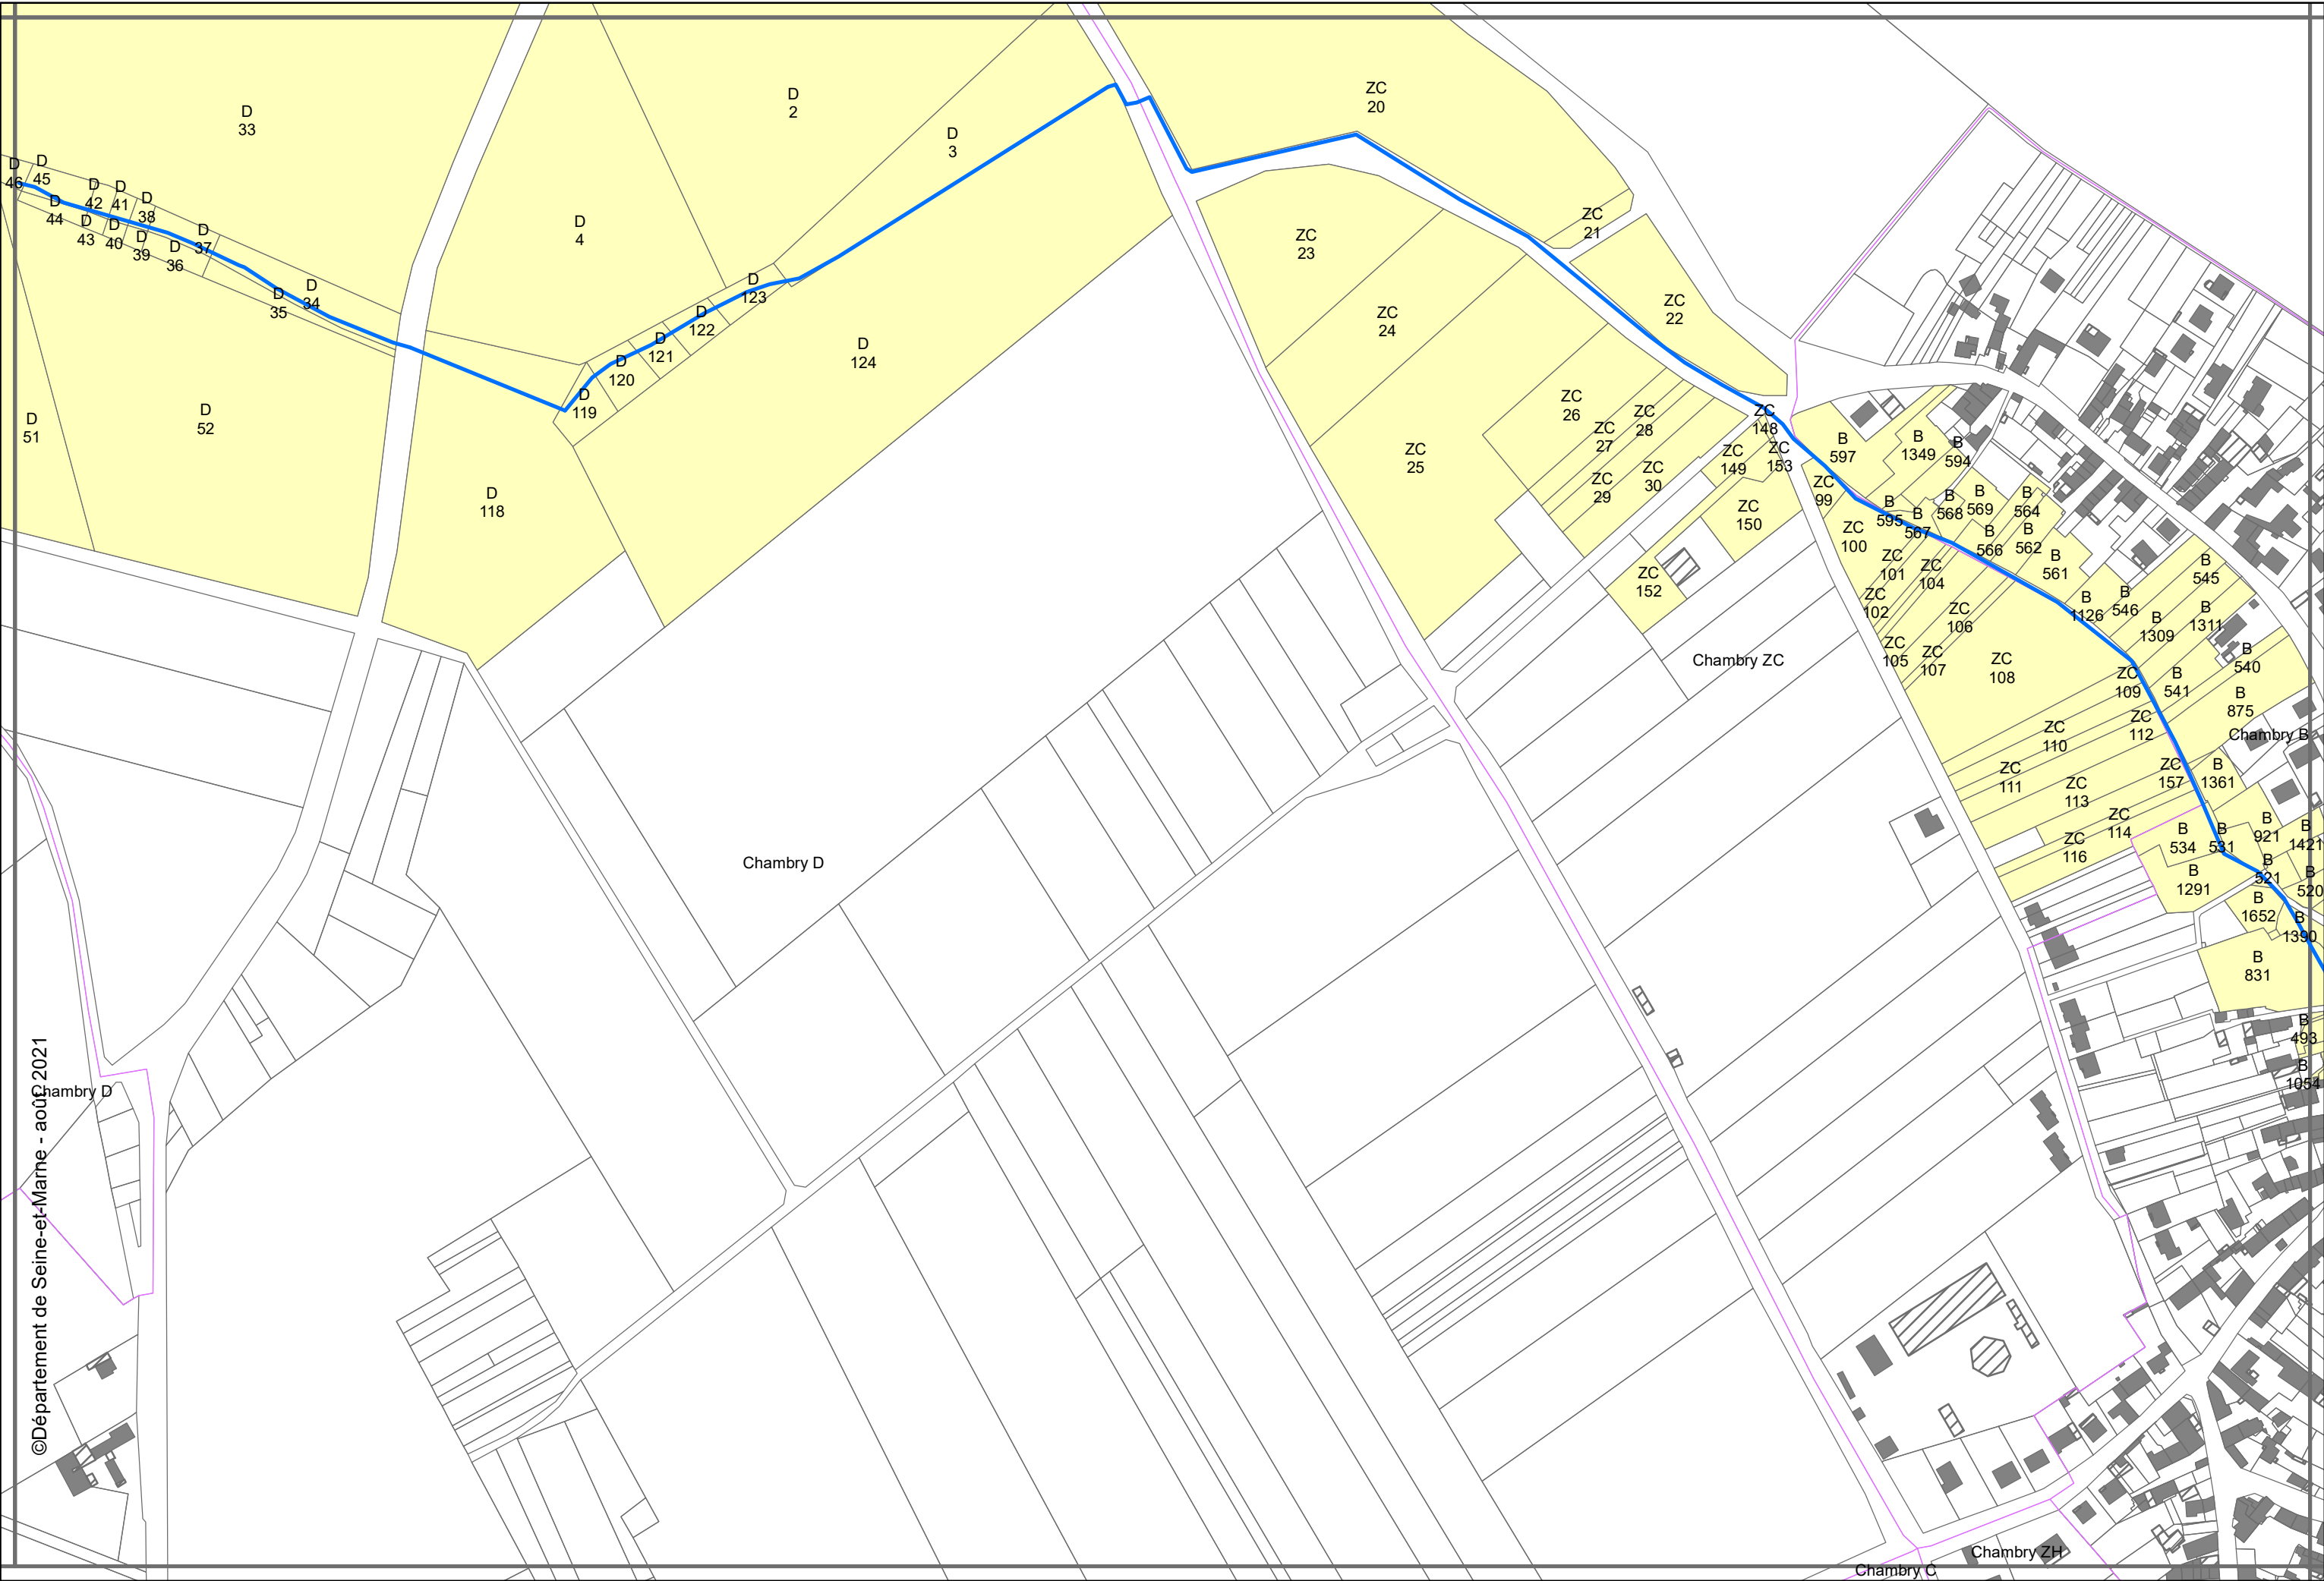 D
33
D
2
ZC
20
D
3
D
46
D
45
D
44
D
42
D
41
D
38
D
43
D
40
D
39
D
36
D
37
D
35
D
34
D
4
D
123
D
122
D
121
D
120
D
119
D
124
D
51
D
52
D
118
ZC
21
ZC
23
ZC
22
ZC
24
ZC
26
ZC
27
ZC
28
ZC
25
ZC
29
ZC
30
ZC
148
ZC
149
ZC
153
ZC
150
ZC
152
B
597
B
1349
B
594
ZC
99
B
595
B
567
B
568
B
569
B
564
ZC
100
B
566
B
562
B
561
ZC
101
ZC
104
ZC
102
ZC
106
ZC
105
ZC
107
ZC
108
B
545
B
1126
B
546
B
1309
B
1311
B
540
ZC
109
B
541
B
875
ZC
112
ZC
110
Chambry B
Chambry ZC
ZC
111
ZC
113
ZC
157
B
1361
ZC
114
ZC
116
B
534
B
531
B
921
B
1421
B
521
B
520
B
1291
B
1652
B
1390
B
831
B
493
B
1054
Chambry D
Chambry D
©Département de Seine-et-Marne - août 2021
Chambry ZH
Chambry C